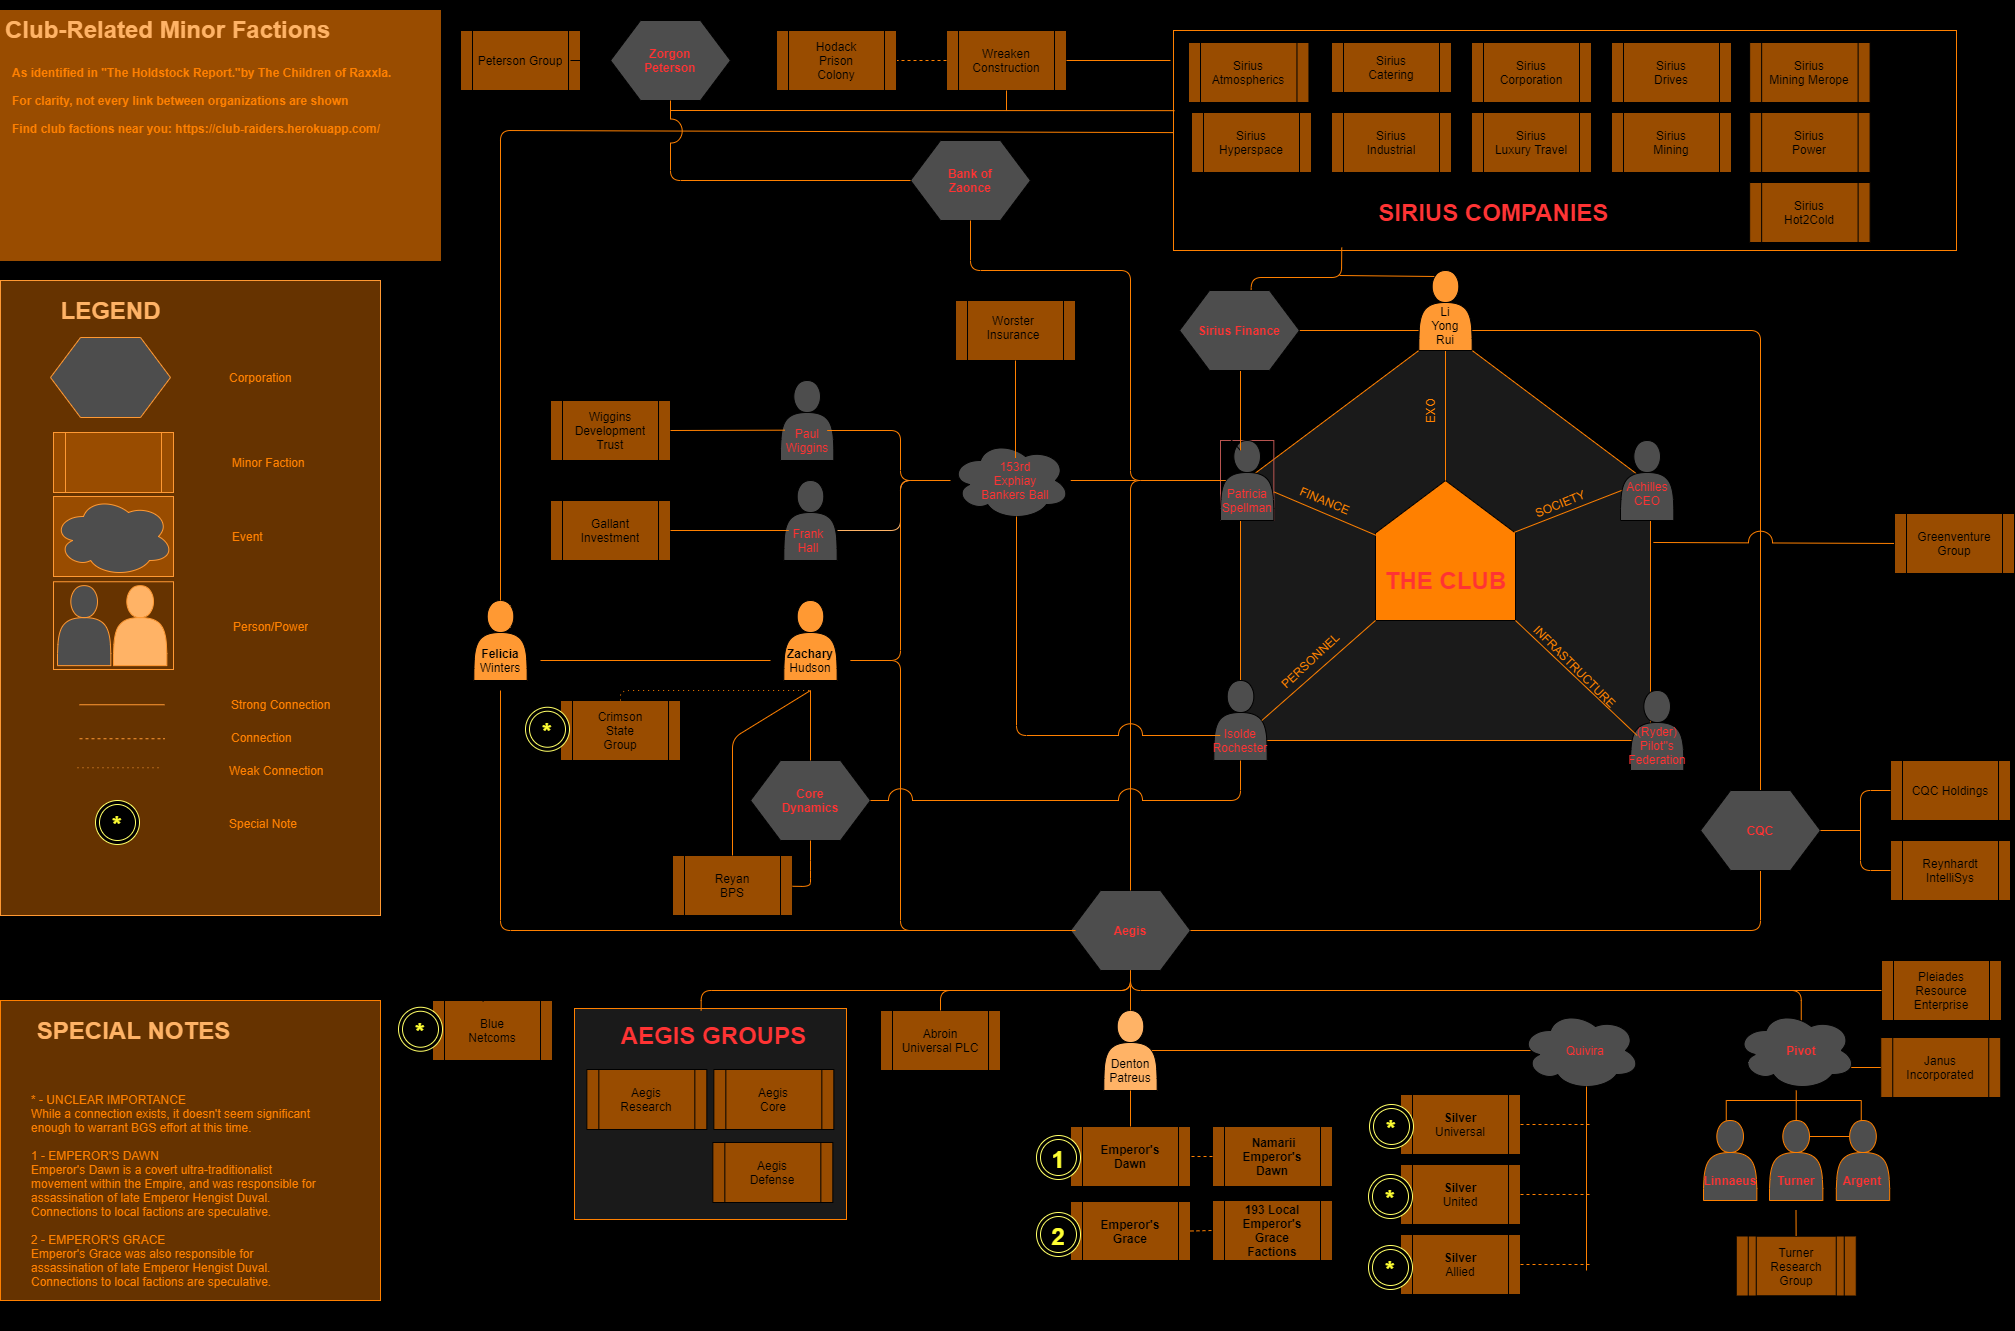 Club-Related Minor Factions
As identified in "The Holdstock Report."by The Children of Raxxla.
For clarity, not every link between organizations are shown
Find club factions near you: https://club-raiders.herokuapp.com/
Peterson Group
Zorgon
Peterson
Hodack
Prison
Colony
Wreaken
Construction
Sirius
Atmospherics
Sirius
Catering
Sirius
Corporation
Sirius
Drives
Sirius
Mining Merope
Sirius
Hyperspace
Sirius
Industrial
Sirius
Luxury Travel
Sirius
Mining
Sirius
Power
Sirius
Hot2Cold
SIRIUS COMPANIES
Bank of
Zaonce
LEGEND
Corporation
Minor Faction
Event
Person/Power
Strong Connection
Connection
Weak Connection
*
Special Note
Worster
Insurance
Sirius Finance
Li
Yong
Rui
Wiggins
Development
Trust
Paul
Wiggins
153rd
Exphiay
Bankers Ball
Gallant
Investment
Frank
Hall
Patricia
Spellman
EXO
FINANCE
SOCIETY
Achilles
CEO
THE CLUB
PERSONNEL
INFRASTRUCTURE
Greenventure
Group
Felicia
Winters
Zachary
Hudson
*
Crimson
State
Group
Isolde
Rochester
(Ryder)
Pilot"s
Federation
Core
Dynamics
CQC
CQC Holdings
Reynhardt
IntelliSys
Reyan
BPS
Aegis
*
Blue
Netcoms
AEGIS GROUPS
Aegis
Research
Aegis
Core
Aegis
Defense
Abroin
Universal PLC
Denton
Patreus
Quivira
Pivot
Pleiades
Resource
Enterprise
Janus
Incorporated
1
Emperor's
Dawn
Namarii
Emperor's
Dawn
2
Emperor's
Grace
193 Local
Emperor's
Grace
Factions
*
Silver
Universal
*
Silver
United
*
Silver
Allied
Linnaeus
Turner
Argent
Turner
Research
Group
SPECIAL NOTES
* - UNCLEAR IMPORTANCE
While a connection exists, it doesn't seem significant
enough to warrant BGS effort at this time.
1 - EMPEROR'S DAWN
Emperor's Dawn is a covert ultra-traditionalist
movement within the Empire, and was responsible for
assassination of late Emperor Hengist Duval.
Connections to local factions are speculative.
2 - EMPEROR'S GRACE
Emperor's Grace was also responsible for
assassination of late Emperor Hengist Duval.
Connections to local factions are speculative.